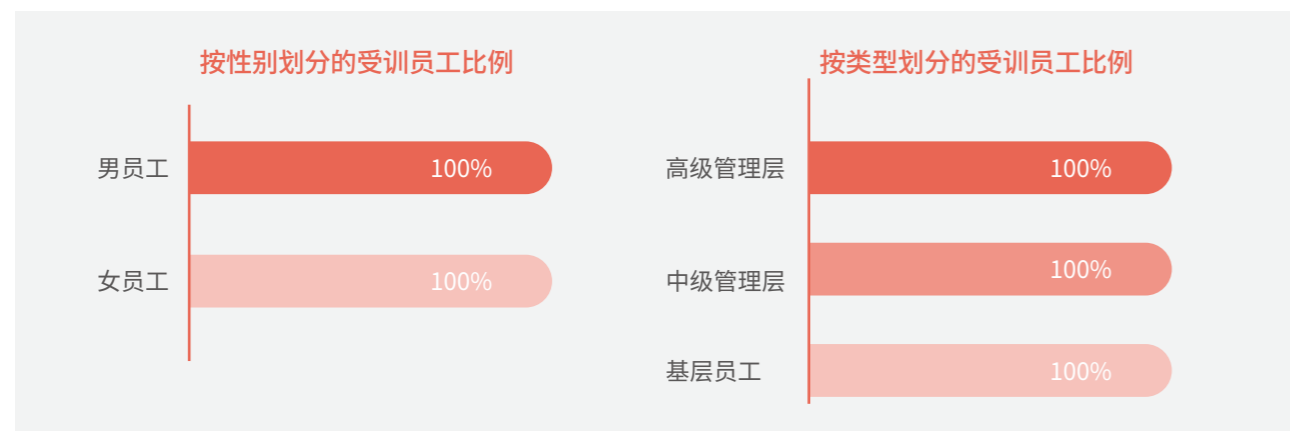 按性别划分的受训员工比例
男员工 100%
女员工 100%
按类型划分的受训员工比例
高级管理层 100%
中级管理层 100%
基层员工 100%